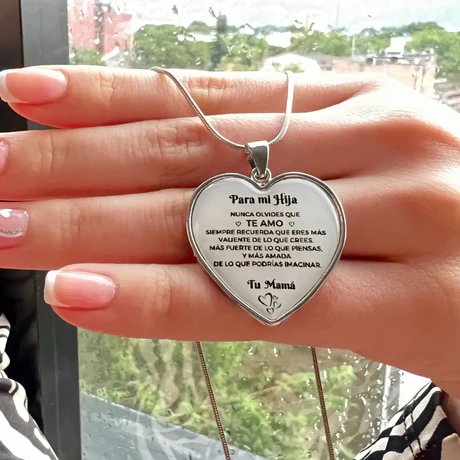 Para mi Hija
NUNCA OLVIDES QUE
TE AMO
SIEMPRE RECUERDA QUE ERES MÁS
VALIENTE DE LO QUE CREES,
MÁS FUERTE DE LO QUE PIENSAS,
Y MÁS AMADA
DE LO QUE PODRÍAS IMACINAR.
Tu Mamá